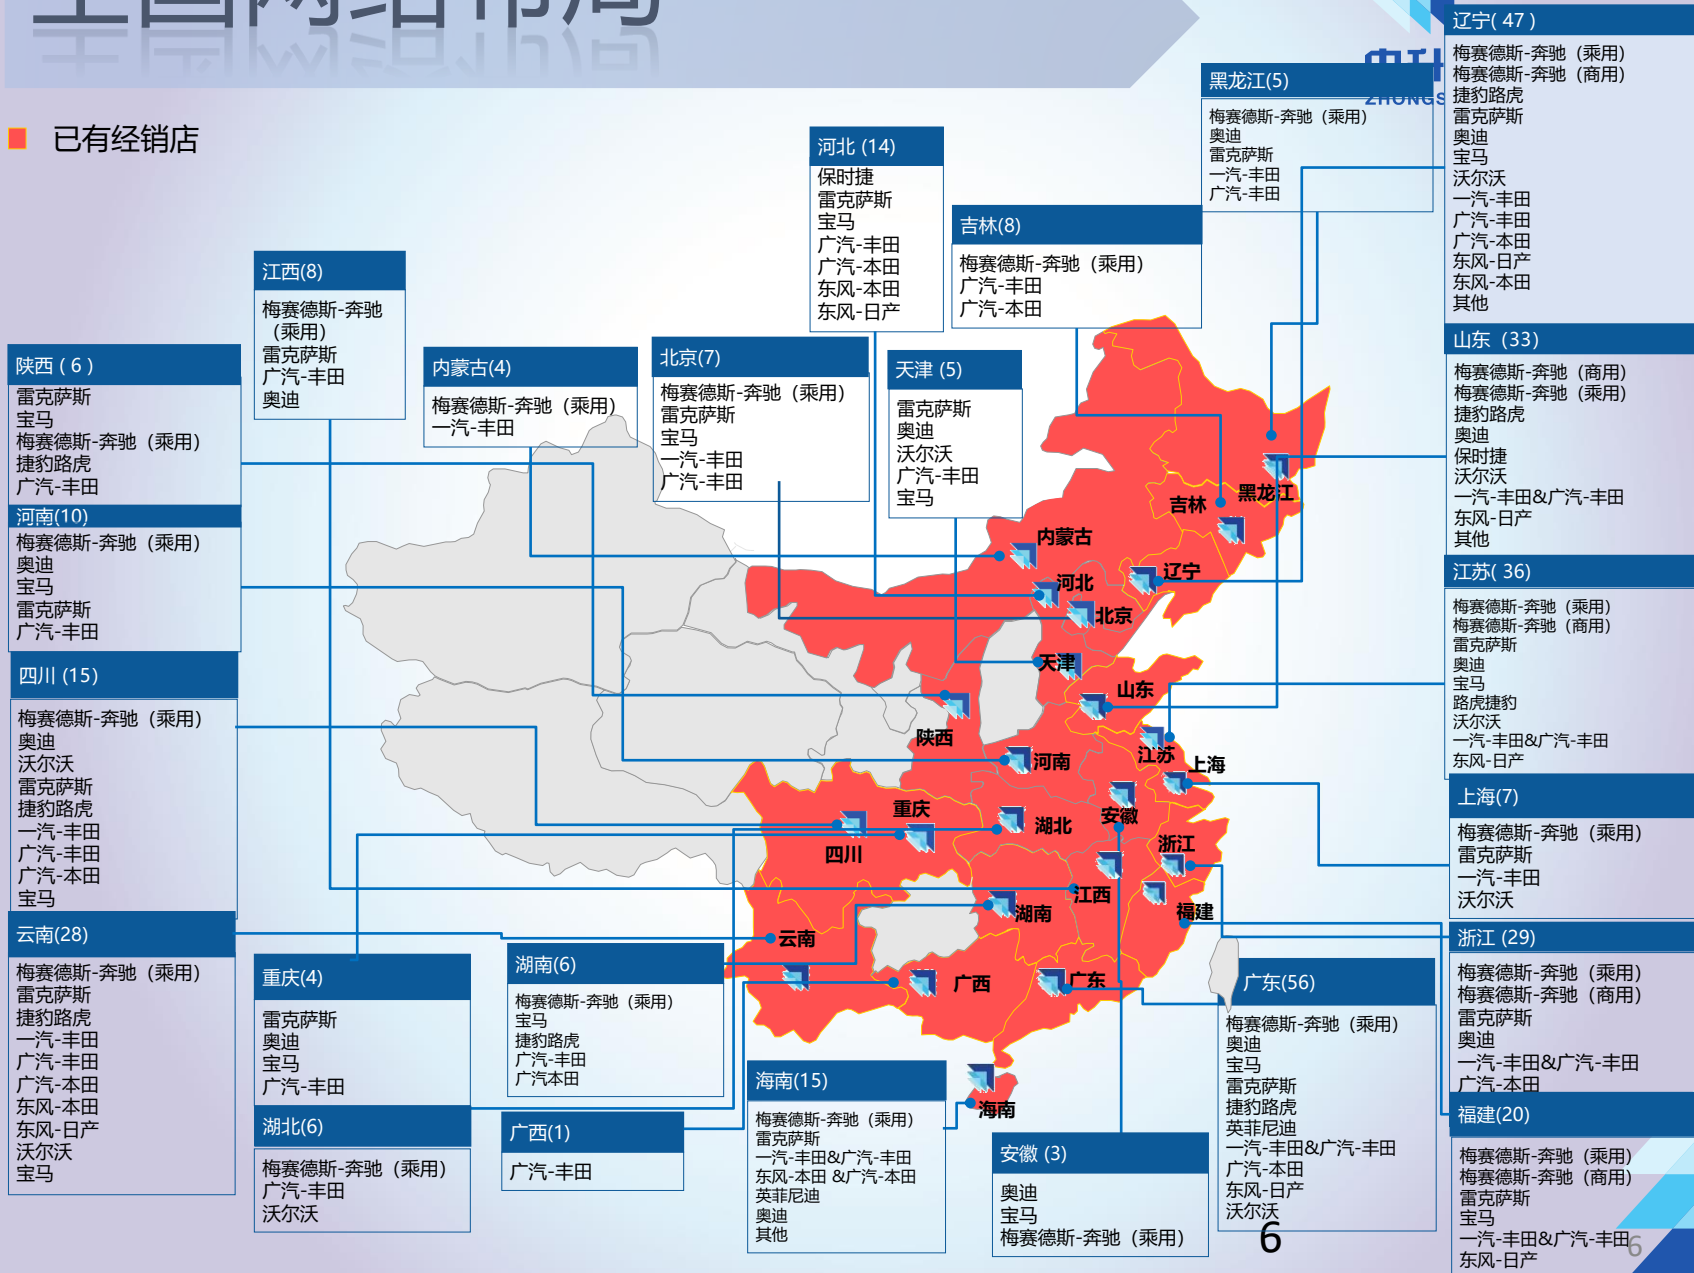 全国网络布局
已有经销店
辽宁( 47 )
梅赛德斯-奔驰（乘用）
梅赛德斯-奔驰（商用）
捷豹路虎
雷克萨斯
奥迪
宝马
沃尔沃
一汽-丰田
广汽-丰田
广汽-本田
东风-日产
东风-本田
其他
黑龙江(5)
梅赛德斯-奔驰（乘用）
奥迪
雷克萨斯
一汽-丰田
广汽-丰田
河北 (14)
保时捷
雷克萨斯
宝马
广汽-丰田
广汽-本田
东风-本田
东风-日产
吉林(8)
梅赛德斯-奔驰（乘用）
广汽-丰田
广汽-本田
江西(8)
梅赛德斯-奔驰
（乘用）
雷克萨斯
广汽-丰田
奥迪
内蒙古(4)
梅赛德斯-奔驰（乘用）
一汽-丰田
北京(7)
梅赛德斯-奔驰（乘用）
雷克萨斯
宝马
一汽-丰田
广汽-丰田
天津 (5)
雷克萨斯
奥迪
沃尔沃
广汽-丰田
宝马
陕西 ( 6 )
雷克萨斯
宝马
梅赛德斯-奔驰（乘用）
捷豹路虎
广汽-丰田
河南(10)
梅赛德斯-奔驰（乘用）
奥迪
宝马
雷克萨斯
广汽-丰田
四川 (15)
梅赛德斯-奔驰（乘用）
奥迪
沃尔沃
雷克萨斯
捷豹路虎
一汽-丰田
广汽-丰田
广汽-本田
宝马
云南(28)
梅赛德斯-奔驰（乘用）
雷克萨斯
捷豹路虎
一汽-丰田
广汽-丰田
广汽-本田
东风-本田
东风-日产
沃尔沃
宝马
山东（33)
梅赛德斯-奔驰（商用）
梅赛德斯-奔驰（乘用）
捷豹路虎
奥迪
保时捷
沃尔沃
一汽-丰田&广汽-丰田
东风-日产
其他
江苏( 36)
梅赛德斯-奔驰（乘用）
梅赛德斯-奔驰（商用）
雷克萨斯
奥迪
宝马
路虎捷豹
沃尔沃
一汽-丰田&广汽-丰田
东风-日产
上海(7)
梅赛德斯-奔驰（乘用）
雷克萨斯
一汽-丰田
沃尔沃
浙江 (29)
梅赛德斯-奔驰（乘用）
梅赛德斯-奔驰（商用）
雷克萨斯
奥迪
一汽-丰田&广汽-丰田
广汽-本田
福建(20)
梅赛德斯-奔驰（乘用）
梅赛德斯-奔驰（商用）
雷克萨斯
宝马
一汽-丰田&广汽-丰田
东风-日产
重庆(4)
雷克萨斯
奥迪
宝马
广汽-丰田
湖北(6)
梅赛德斯-奔驰（乘用）
广汽-丰田
沃尔沃
湖南(6)
梅赛德斯-奔驰（乘用）
宝马
捷豹路虎
广汽-丰田
广汽本田
广西(1)
广汽-丰田
海南(15)
梅赛德斯-奔驰（乘用）
雷克萨斯
一汽-丰田&广汽-丰田
东风-本田 &广汽-本田
英菲尼迪
奥迪
其他
安徽 (3)
奥迪
宝马
梅赛德斯-奔驰（乘用）
广东(56)
梅赛德斯-奔驰（乘用）
奥迪
宝马
雷克萨斯
捷豹路虎
英菲尼迪
一汽-丰田&广汽-丰田
广汽-本田
东风-日产
沃尔沃
黑龙江
吉林
内蒙古
辽宁
河北
北京
天津
山东
陕西
河南
江苏
上海
重庆
四川
湖北
安徽
浙江
江西
湖南
福建
云南
广西
广东
海南
6
6